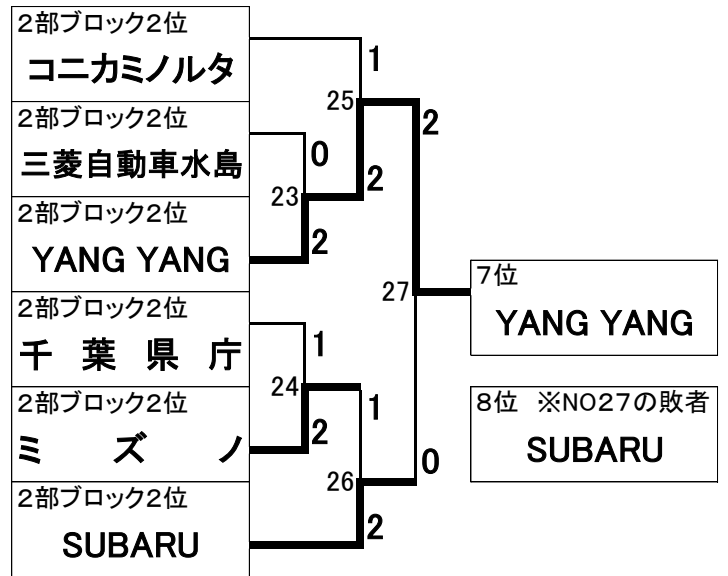 2部ブロック2位
コニカミノルタ
1
25
2
2部ブロック2位
三菱自動車水島
0
23
2
2部ブロック2位
YANG YANG
2
27
7位
YANG YANG
2部ブロック2位
千葉県庁
1
24
2
1
2部ブロック2位
ミズノ
26
0
8位 ※NO27の敗者
SUBARU
2部ブロック2位
SUBARU
2